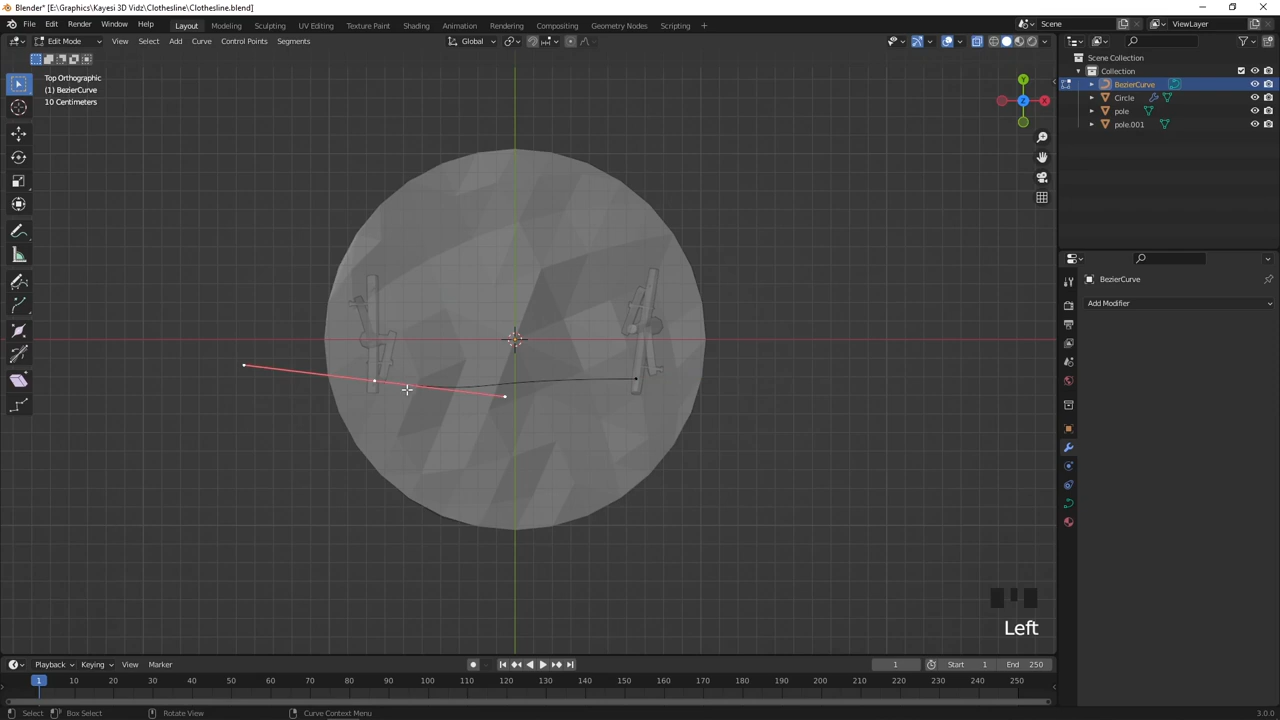 Blender* [E:\Graphics\Kayesi 3D Vidz\Clothesline\Clothesline.blend]
File Edit Render Window Help Layout Modeling Sculpting UV Editing Texture Paint Shading Animation Rendering Compositing Geometry Nodes Scripting + Scene ViewLayer
Edit Mode View Select Add Curve Control Points Segments Global
Top Orthographic
(1) BezierCurve
10 Centimeters
Y
X
Z
Scene Collection
Collection
BezierCurve
Circle
pole
pole.001
BezierCurve
Add Modifier
Left
Playback Keying View Marker 1 Start 1 End 250
1 10 20 30 40 50 60 70 80 90 100 110 120 130 140 150 160 170 180 190 200 210 220 230 240 250
Select Box Select Rotate View Curve Context Menu 3.0.0